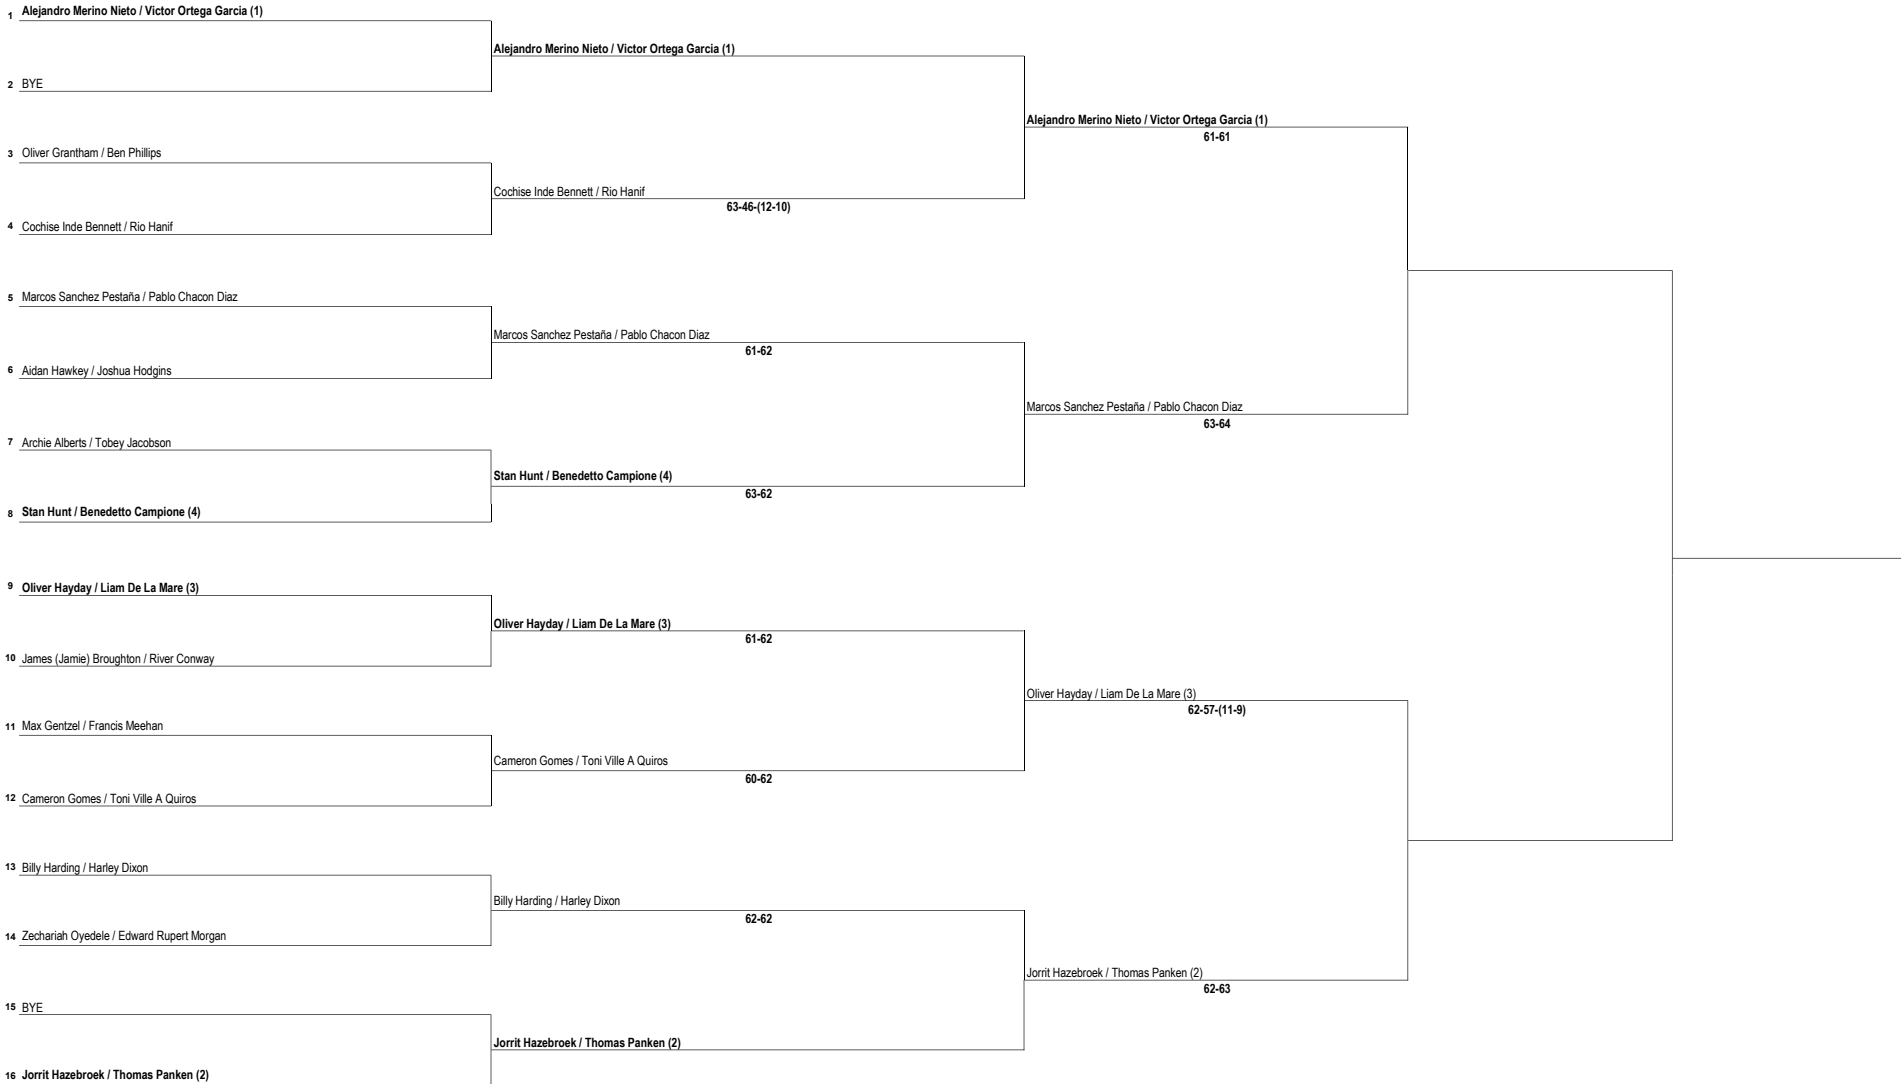 1 Alejandro Merino Nieto / Victor Ortega Garcia (1)
Alejandro Merino Nieto / Victor Ortega Garcia (1)
2 BYE
Alejandro Merino Nieto / Victor Ortega Garcia (1)
61-61
3 Oliver Grantham / Ben Phillips
Cochise Inde Bennett / Rio Hanif
63-46-(12-10)
4 Cochise Inde Bennett / Rio Hanif
5 Marcos Sanchez Pestaña / Pablo Chacon Diaz
Marcos Sanchez Pestaña / Pablo Chacon Diaz
61-62
6 Aidan Hawkey / Joshua Hodgins
Marcos Sanchez Pestaña / Pablo Chacon Diaz
63-64
7 Archie Alberts / Tobey Jacobson
Stan Hunt / Benedetto Campione (4)
63-62
8 Stan Hunt / Benedetto Campione (4)
9 Oliver Hayday / Liam De La Mare (3)
Oliver Hayday / Liam De La Mare (3)
61-62
10 James (Jamie) Broughton / River Conway
Oliver Hayday / Liam De La Mare (3)
62-57-(11-9)
11 Max Gentzel / Francis Meehan
Cameron Gomes / Toni Ville A Quiros
60-62
12 Cameron Gomes / Toni Ville A Quiros
13 Billy Harding / Harley Dixon
Billy Harding / Harley Dixon
62-62
14 Zechariah Oyedele / Edward Rupert Morgan
Jorrit Hazebroek / Thomas Panken (2)
62-63
15 BYE
Jorrit Hazebroek / Thomas Panken (2)
16 Jorrit Hazebroek / Thomas Panken (2)